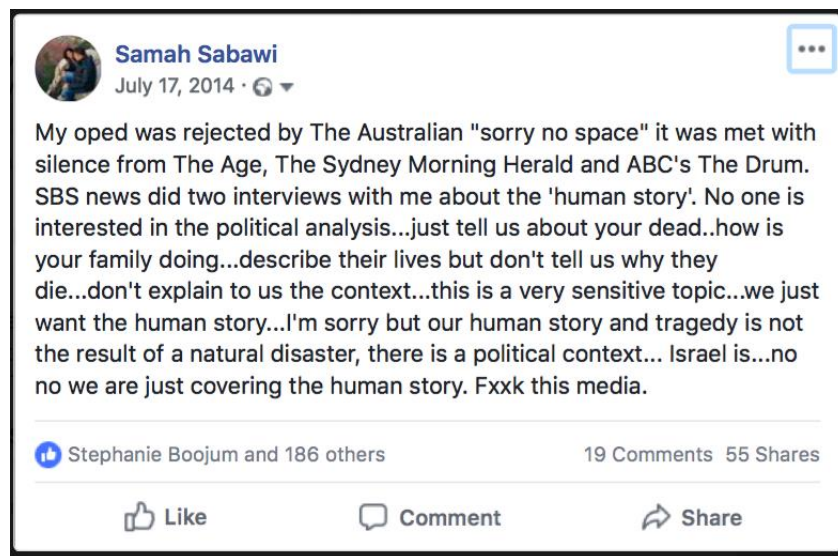 Samah Sabawi
July 17, 2014 ·
My oped was rejected by The Australian "sorry no space" it was met with
silence from The Age, The Sydney Morning Herald and ABC's The Drum.
SBS news did two interviews with me about the 'human story'. No one is
interested in the political analysis...just tell us about your dead..how is
your family doing...describe their lives but don't tell us why they
die...don't explain to us the context...this is a very sensitive topic...we just
want the human story...I'm sorry but our human story and tragedy is not
the result of a natural disaster, there is a political context... Israel is...no
no we are just covering the human story. Fxxk this media.
Stephanie Boojum and 186 others 19 Comments 55 Shares
Like Comment Share